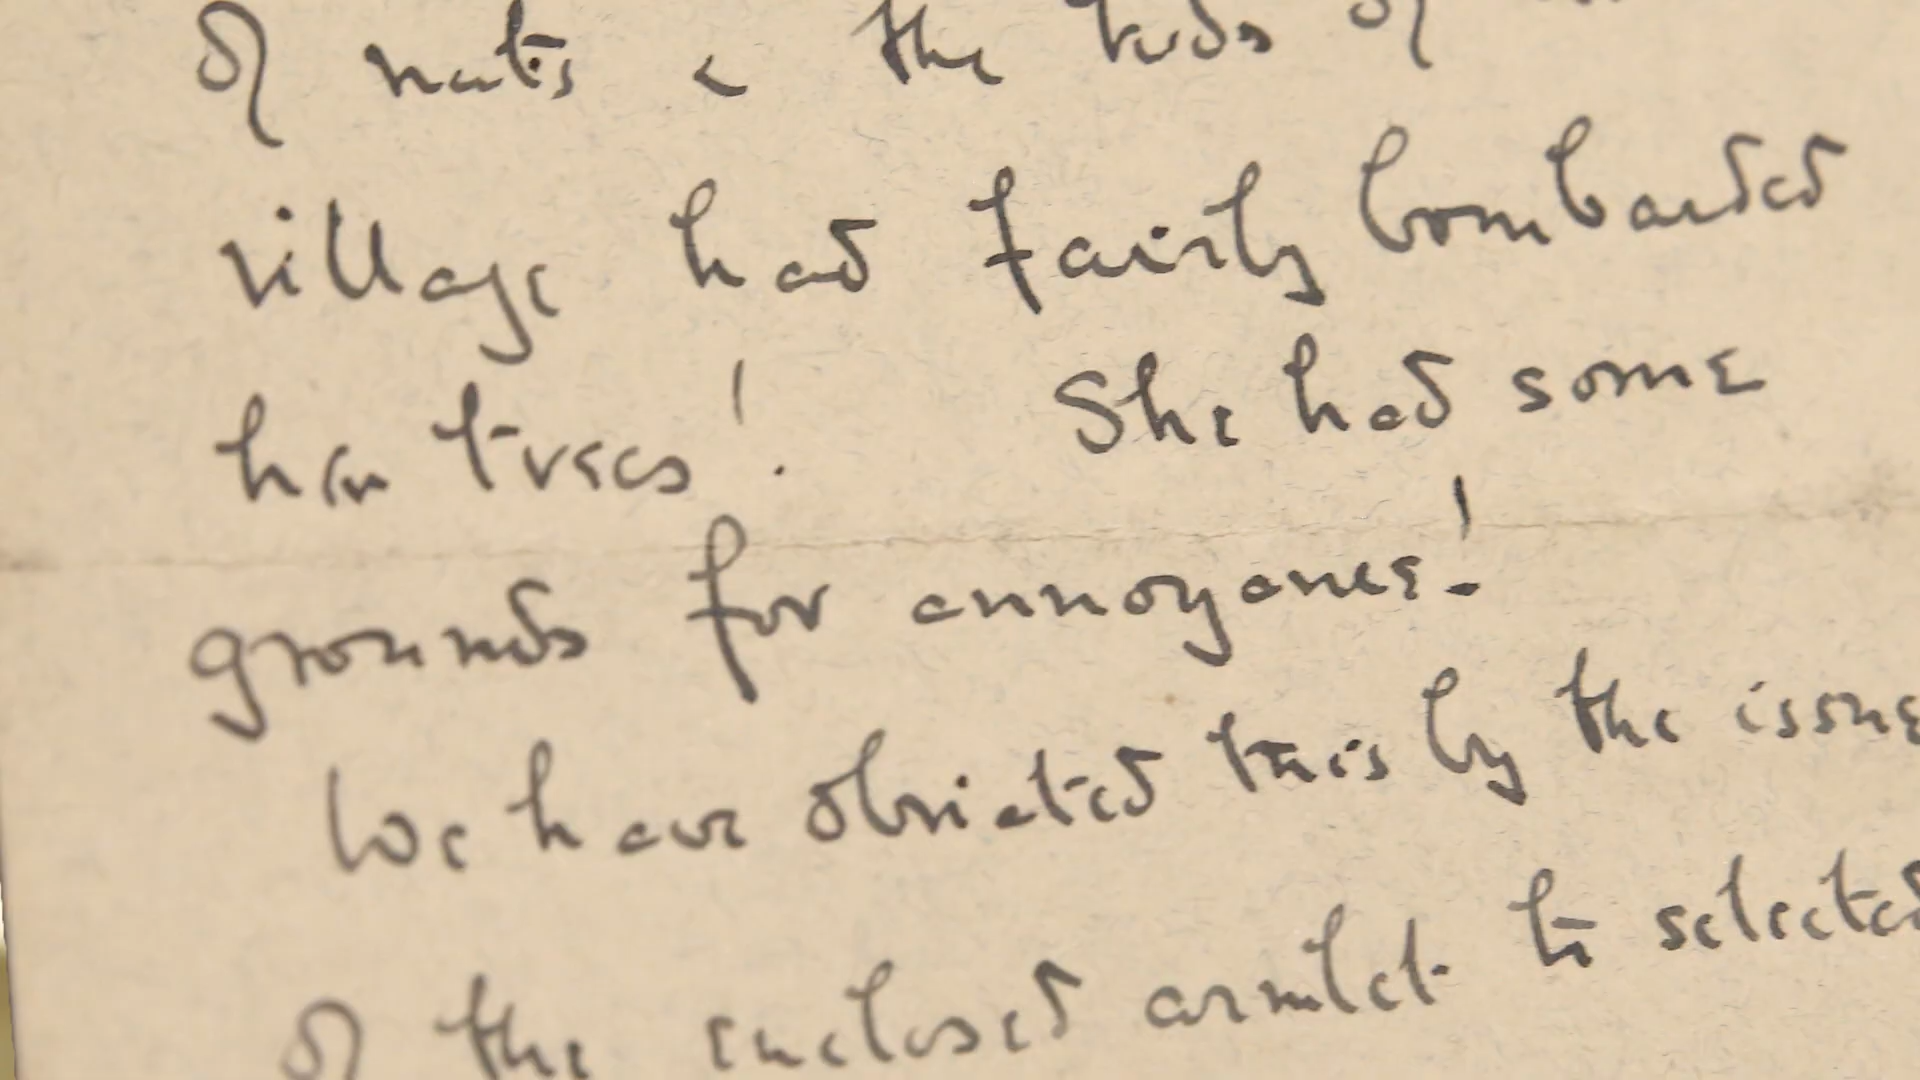 of nuts & the kids of
village had fairly bombarded
her trees! She had some
grounds for annoyance!
We have obviated this by the issue
of the enclosed armlet to selected